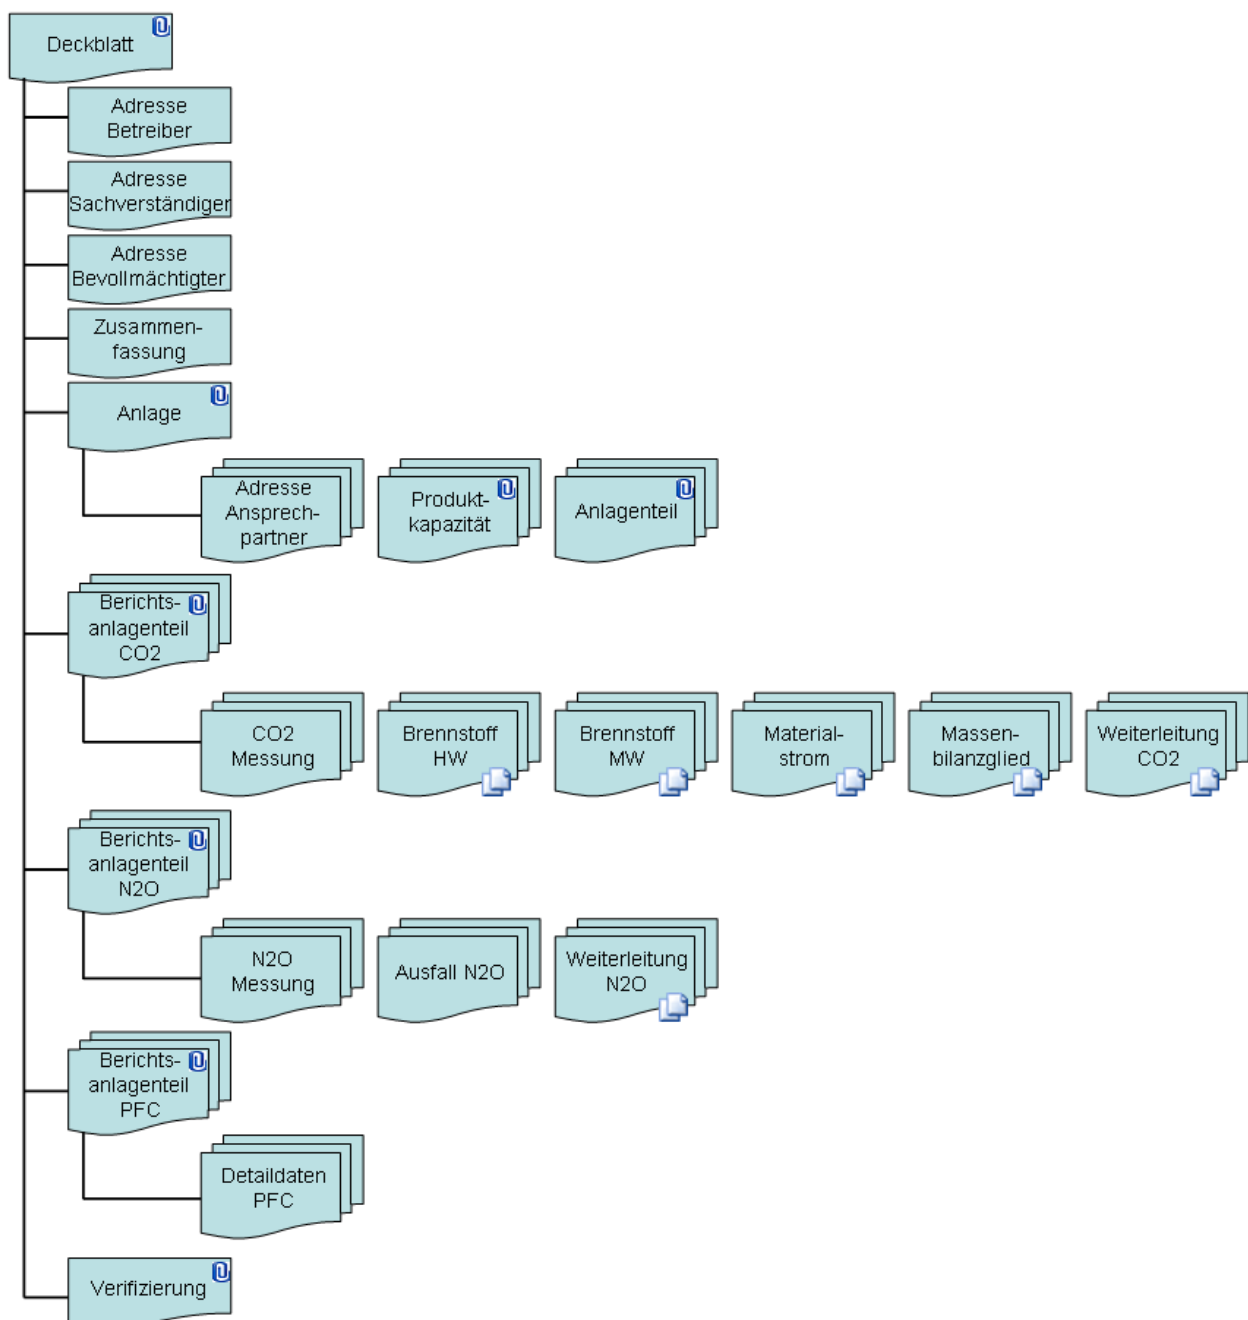 Deckblatt
Adresse
Betreiber
Adresse
Sachverständiger
Adresse
Bevollmächtigter
Zusammen-
fassung
Anlage
Adresse
Ansprech-
partner
Produkt-
kapazität
Anlagenteil
Berichts-
anlagenteil
CO2
CO2
Messung
Brennstoff
HW
Brennstoff
MW
Material-
strom
Massen-
bilanzglied
Weiterleitung
CO2
Berichts-
anlagenteil
N2O
N2O
Messung
Ausfall N2O
Weiterleitung
N2O
Berichts-
anlagenteil
PFC
Detaildaten
PFC
Verifizierung